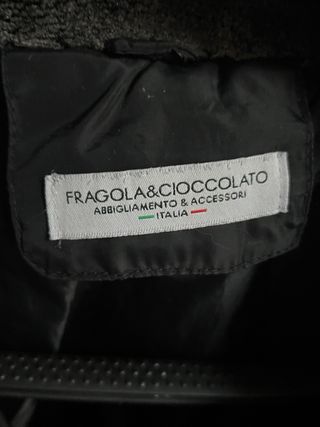 FRAGOLA&CIOCCOLATO
ABBIGLIAMENTO & ACCESSORI
ITALIA